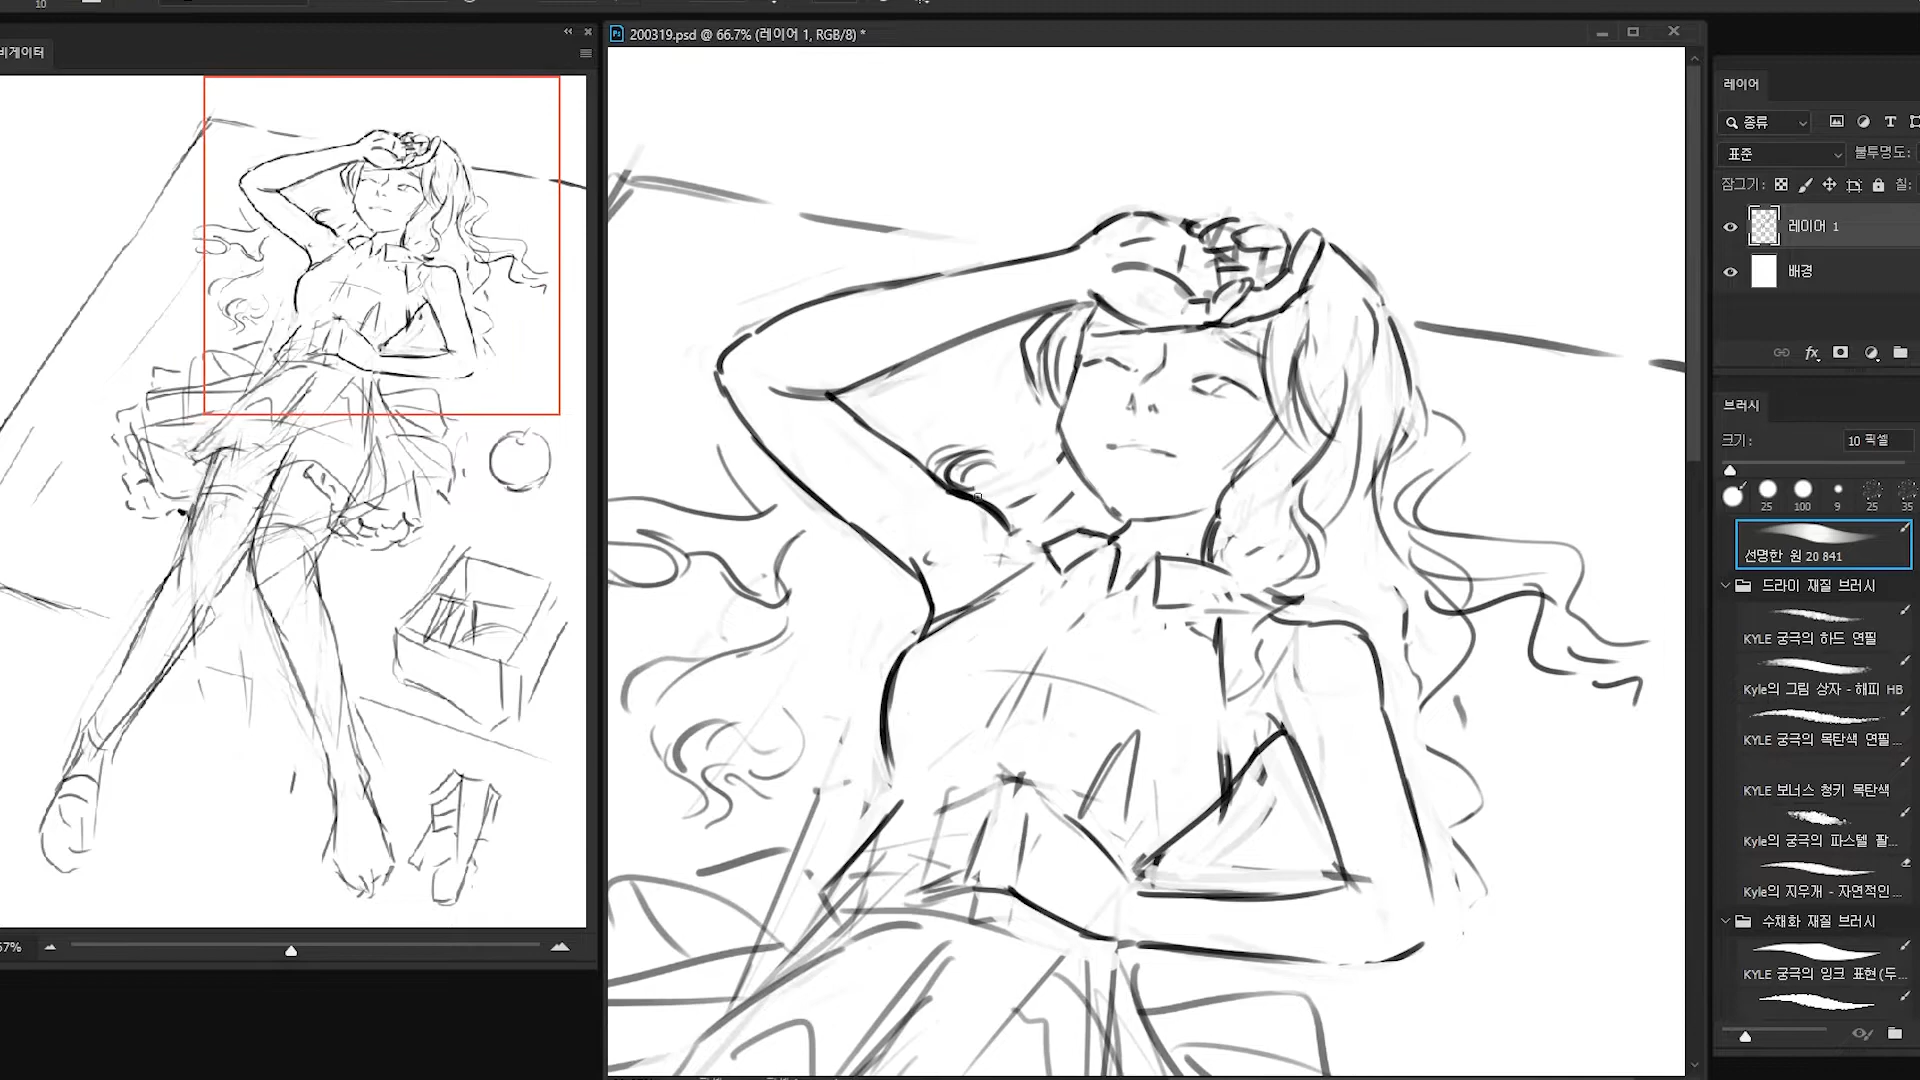 10
비게이터
200319.psd @ 66.7% (레이어 1, RGB/8) *
레이어
종류
표준
불투명도:
잠그기:
칠:
레이어 1
배경
fx
브러시
크기:
10 픽셀
25 100 9 25 35
선명한 원 20 841
드라이 재질 브러시
KYLE 궁극의 하드 연필
Kyle의 그림 상자 - 해피 HB
KYLE 궁극의 목탄색 연필...
KYLE 보너스 청키 목탄색
Kyle의 궁극의 파스텔 팔...
Kyle의 지우개 - 자연적인...
수채화 재질 브러시
KYLE 궁극의 잉크 표현(두...
57%